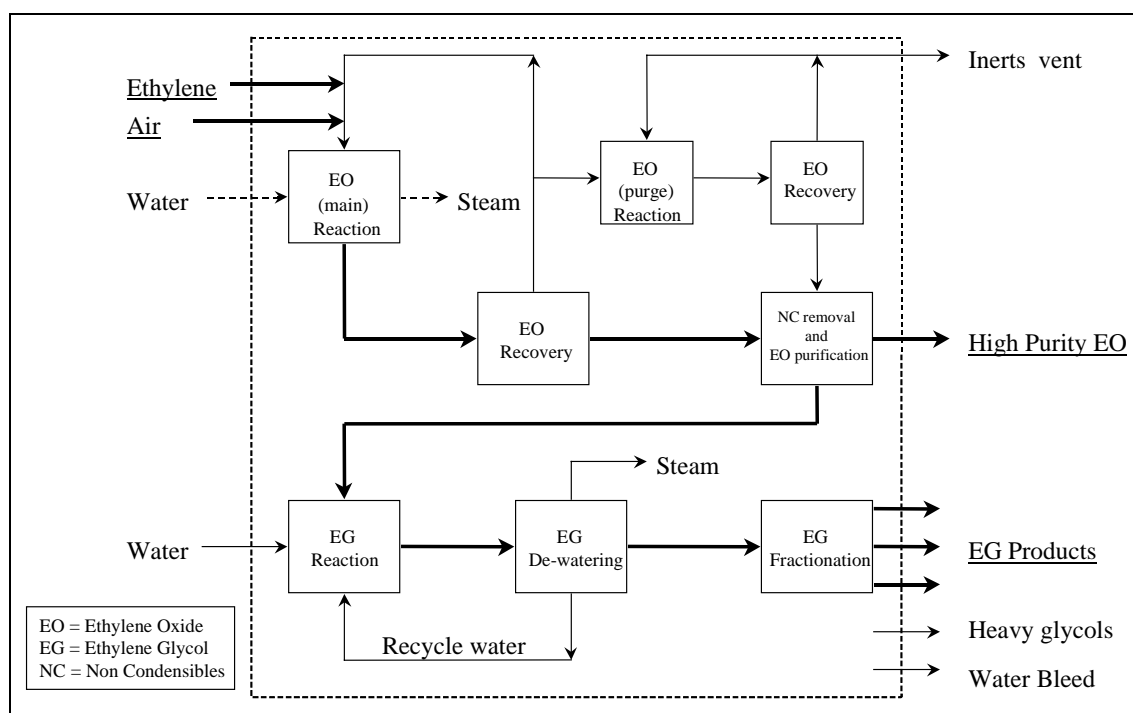 Ethylene
Air
Inerts vent
Water
EO
(main)
Reaction
Steam
EO
(purge)
Reaction
EO
Recovery
EO
Recovery
NC removal
and
EO purification
High Purity EO
Steam
Water
EG
Reaction
EG
De-watering
EG
Fractionation
EG Products
Recycle water
Heavy glycols
Water Bleed
EO = Ethylene Oxide
EG = Ethylene Glycol
NC = Non Condensibles